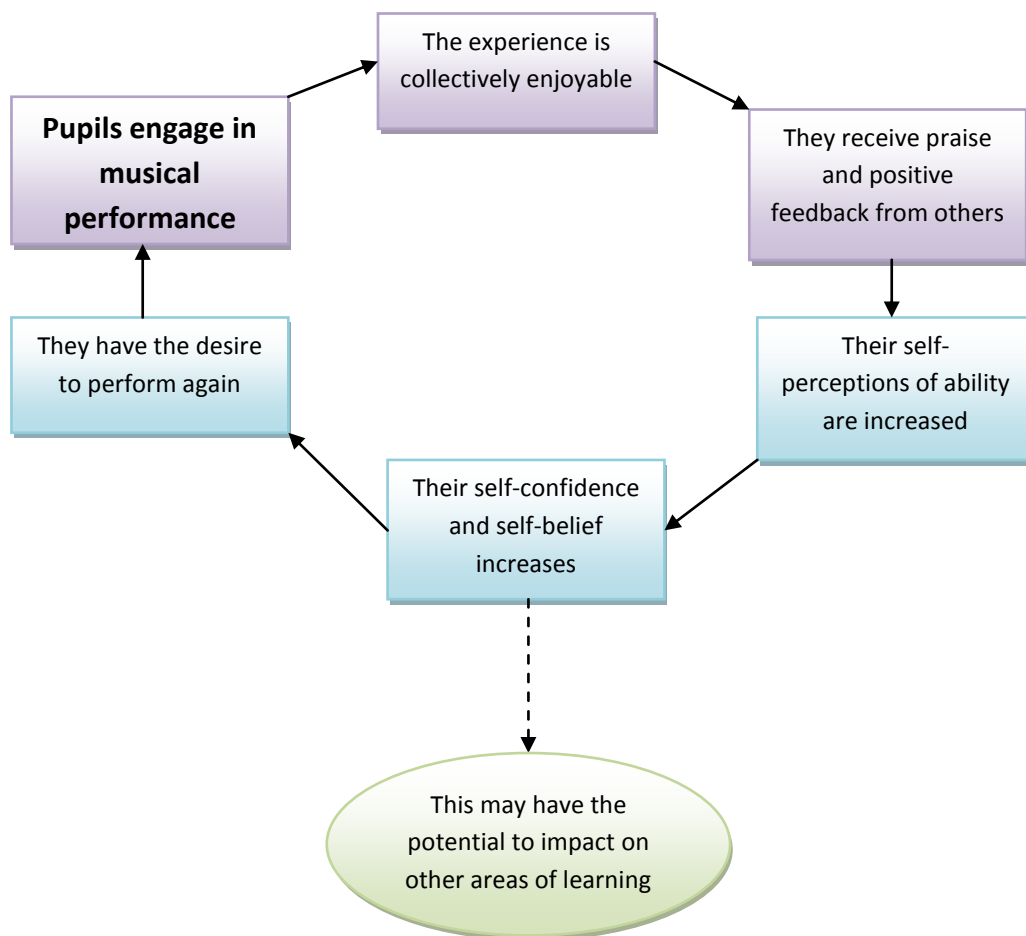 Pupils engage in
musical
performance
The experience is
collectively enjoyable
They receive praise
and positive
feedback from others
Their self-
perceptions of ability
are increased
Their self-confidence
and self-belief
increases
They have the desire
to perform again
This may have the
potential to impact on
other areas of learning